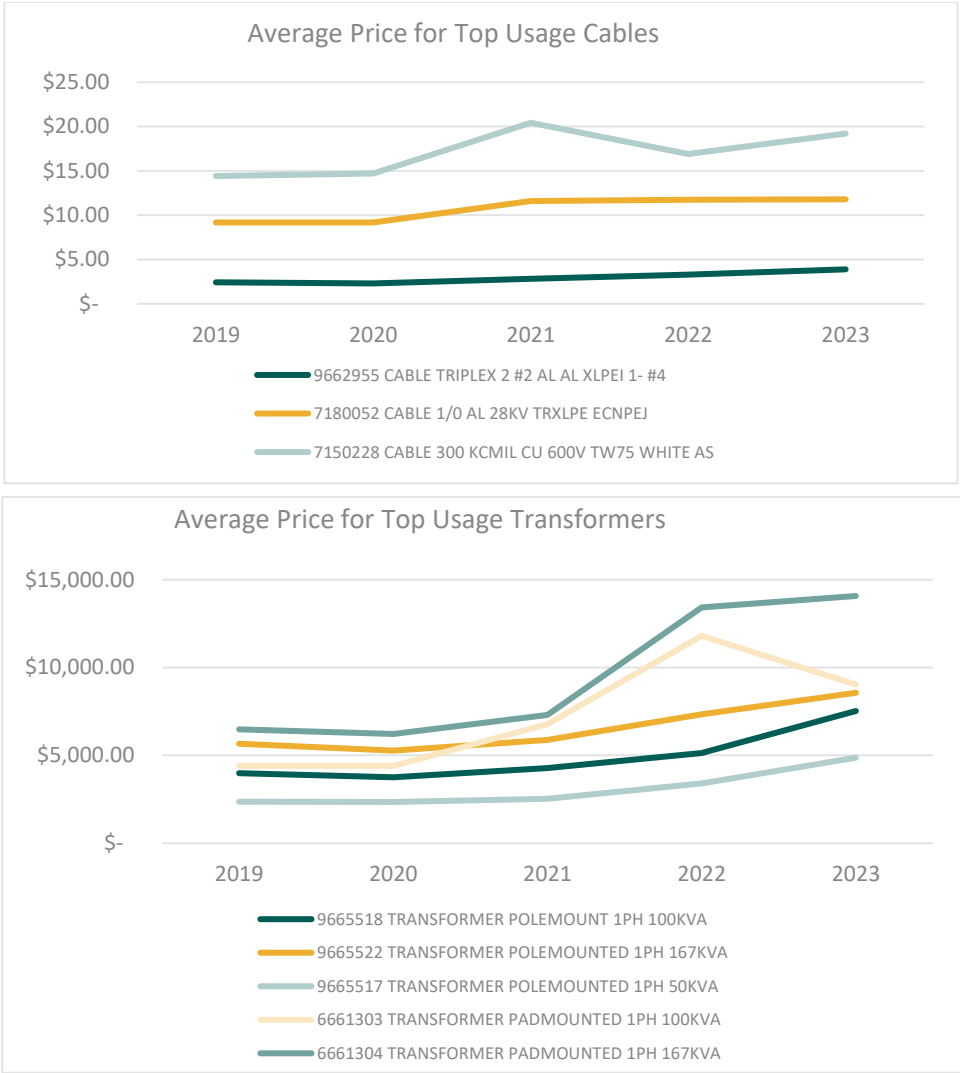 Average Price for Top Usage Cables
$25.00
$20.00
$15.00
$10.00
$5.00
$-
2019 2020 2021 2022 2023
9662955 CABLE TRIPLEX 2 #2 AL AL XLPEI 1- #4
7180052 CABLE 1/0 AL 28KV TRXLPE ECNPEJ
7150228 CABLE 300 KCMIL CU 600V TW75 WHITE AS
Average Price for Top Usage Transformers
$15,000.00
$10,000.00
$5,000.00
$-
2019 2020 2021 2022 2023
9665518 TRANSFORMER POLEMOUNT 1PH 100KVA
9665522 TRANSFORMER POLEMOUNTED 1PH 167KVA
9665517 TRANSFORMER POLEMOUNTED 1PH 50KVA
6661303 TRANSFORMER PADMOUNTED 1PH 100KVA
6661304 TRANSFORMER PADMOUNTED 1PH 167KVA